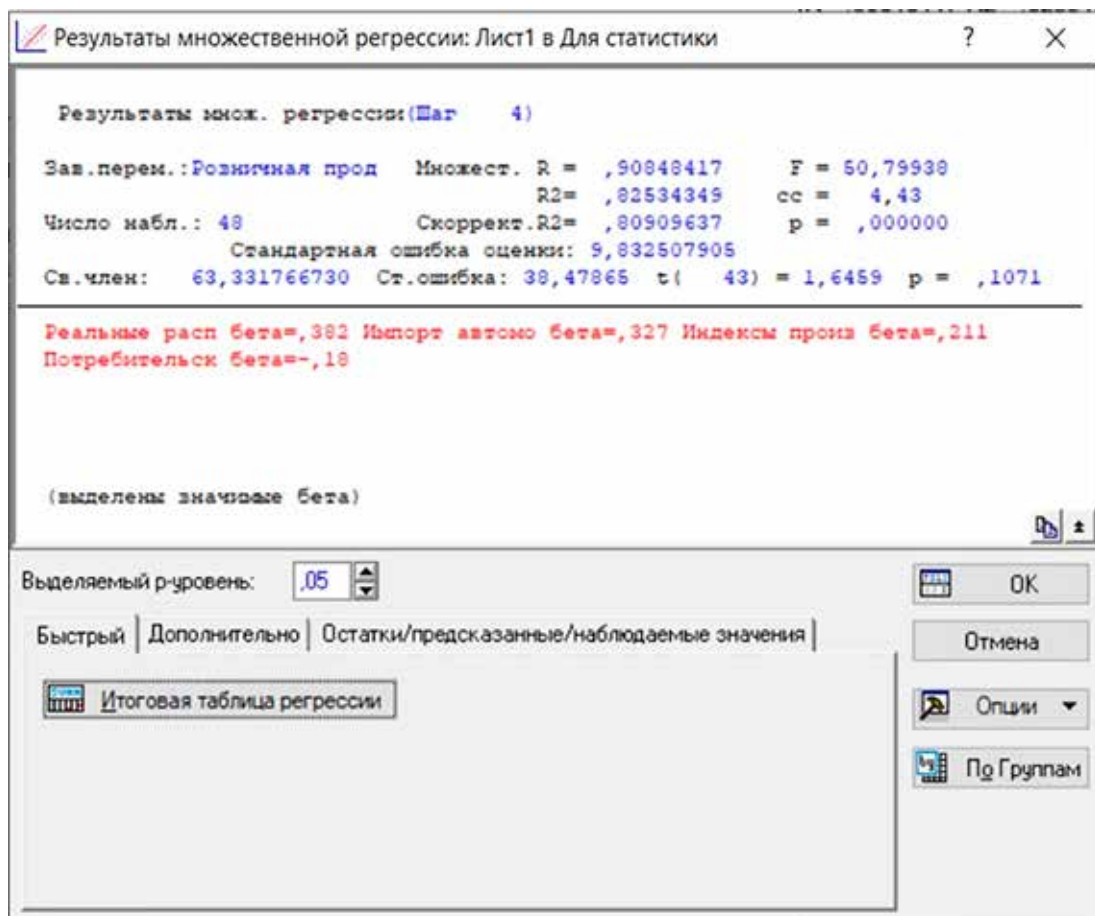 Результаты множественной регрессии: Лист1 в Для статистики ? ×
Результаты множ. регрессии(Шаг 4)
Зав.перем.:Розничная прод Множест. R = ,90848417 F = 50,79938
R2= ,82534349 сс = 4,43
Число набл.: 48 Скоррект.R2= ,80909637 p = ,000000
Стандартная ошибка оценки: 9,832507905
Св.член: 63,331766730 Ст.ошибка: 38,47865 t( 43) = 1,6459 p = ,1071
Реальные расп бета=,382 Импорт автомо бета=,327 Индексы произ бета=,211
Потребительск бета=-,18
(выделены значимые бета)
Выделяемый р-уровень: ,05
OK
Быстрый Дополнительно Остатки/предсказанные/наблюдаемые значения
Отмена
Итоговая таблица регрессии
Опции
По Группам